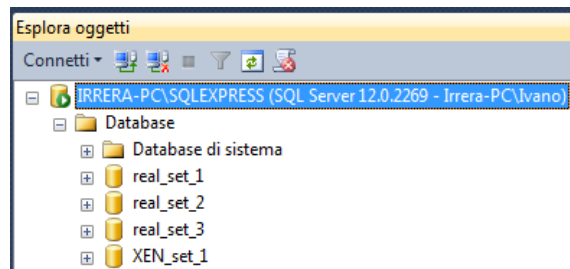 Esplora oggetti
Connetti
IRRERA-PC\SQLEXPRESS (SQL Server 12.0.2269 - Irrera-PC\Ivano)
Database
Database di sistema
real_set_1
real_set_2
real_set_3
XEN_set_1